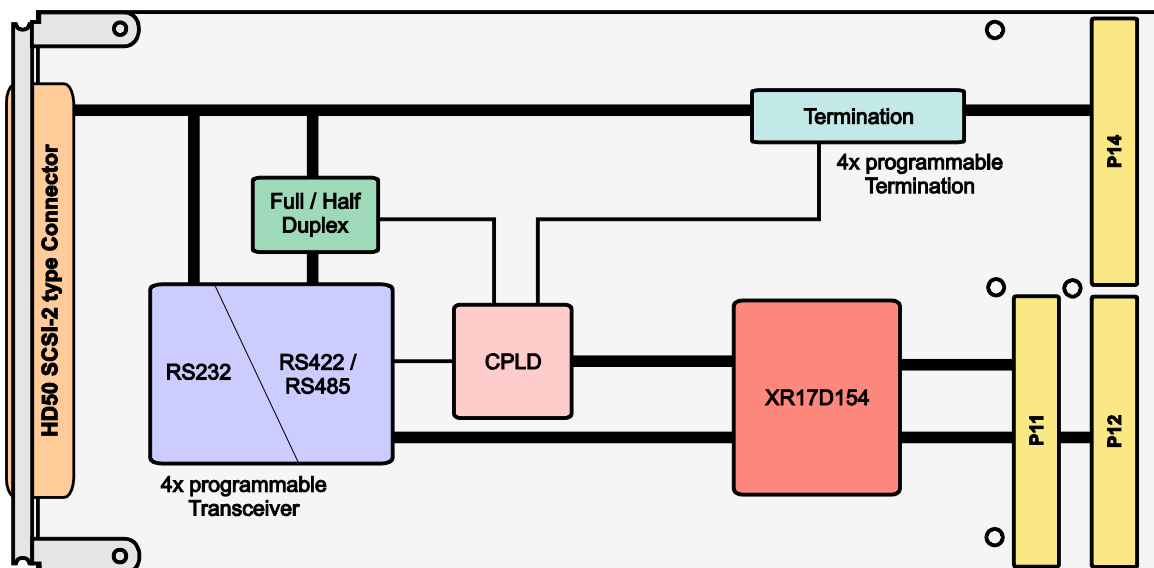 HD50 SCSI-2 type Connector
Termination
4x programmable
Termination
P14
Full / Half
Duplex
RS232
RS422 /
RS485
CPLD
XR17D154
P11
P12
4x programmable
Transceiver